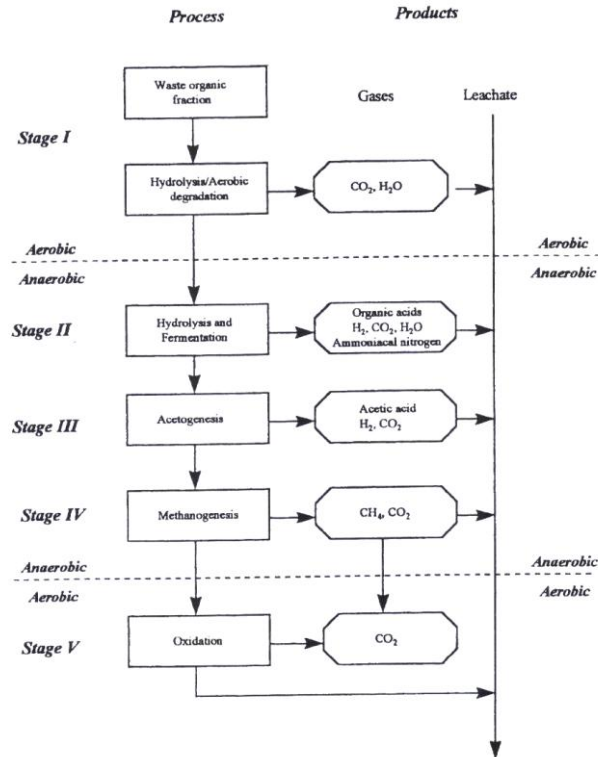 Process
Products
Waste organic
fraction
Gases
Leachate
Stage I
Hydrolysis/Aerobic
degradation
CO₂, H₂O
Aerobic
Aerobic
Anaerobic
Anaerobic
Stage II
Hydrolysis and
Fermentation
Organic acids
H₂, CO₂, H₂O
Ammoniacal nitrogen
Stage III
Acetogenesis
Acetic acid
H₂, CO₂
Stage IV
Methanogenesis
CH₄, CO₂
Anaerobic
Anaerobic
Aerobic
Aerobic
Stage V
Oxidation
CO₂